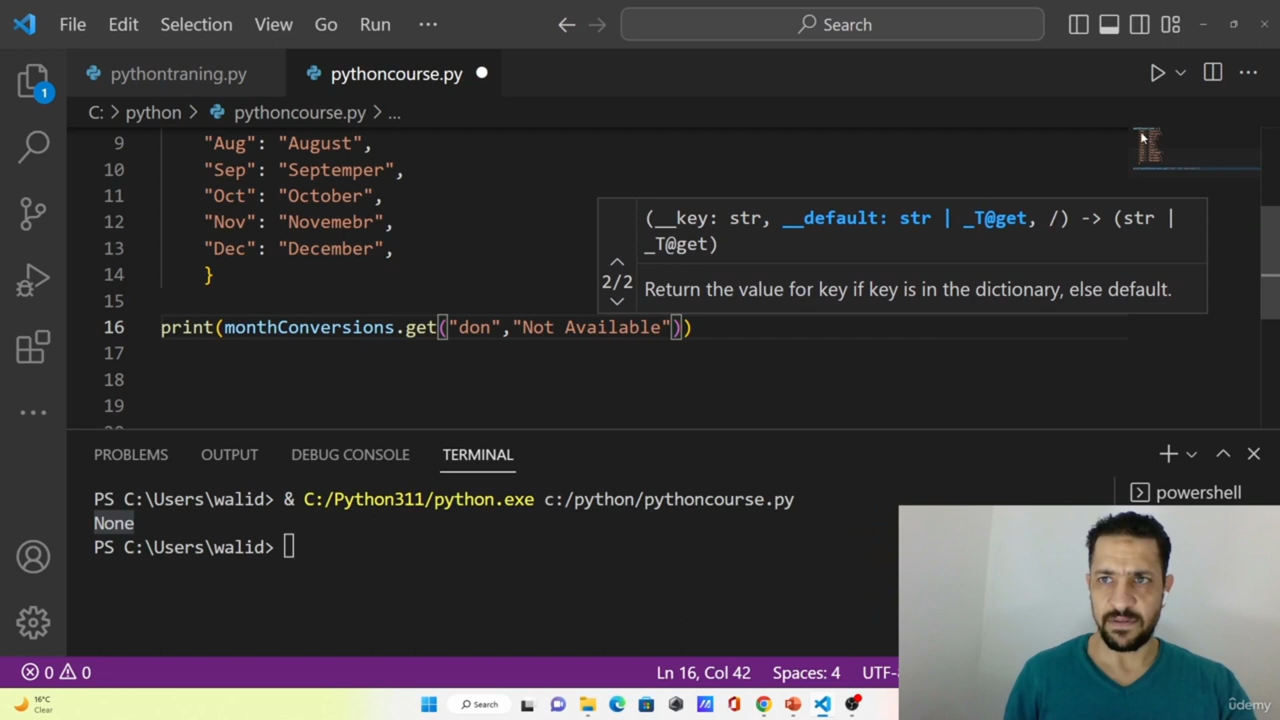 File Edit Selection View Go Run ··· Search
pythontraning.py pythoncourse.py
C: > python > pythoncourse.py > ...
9 "Aug": "August",
10 "Sep": "Septemper",
11 "Oct": "October",
12 "Nov": "Novemebr",
13 "Dec": "December",
14 }
15
16 print(monthConversions.get("don","Not Available"))
17
18
19
(__key: str, __default: str | _T@get, /) -> (str |
_T@get)
2/2 Return the value for key if key is in the dictionary, else default.
PROBLEMS OUTPUT DEBUG CONSOLE TERMINAL
PS C:\Users\walid> & C:/Python311/python.exe c:/python/pythoncourse.py
None
PS C:\Users\walid>
powershell
0 0 Ln 16, Col 42 Spaces: 4 UTF-
16°C
Clear
Search
1
ûdemy